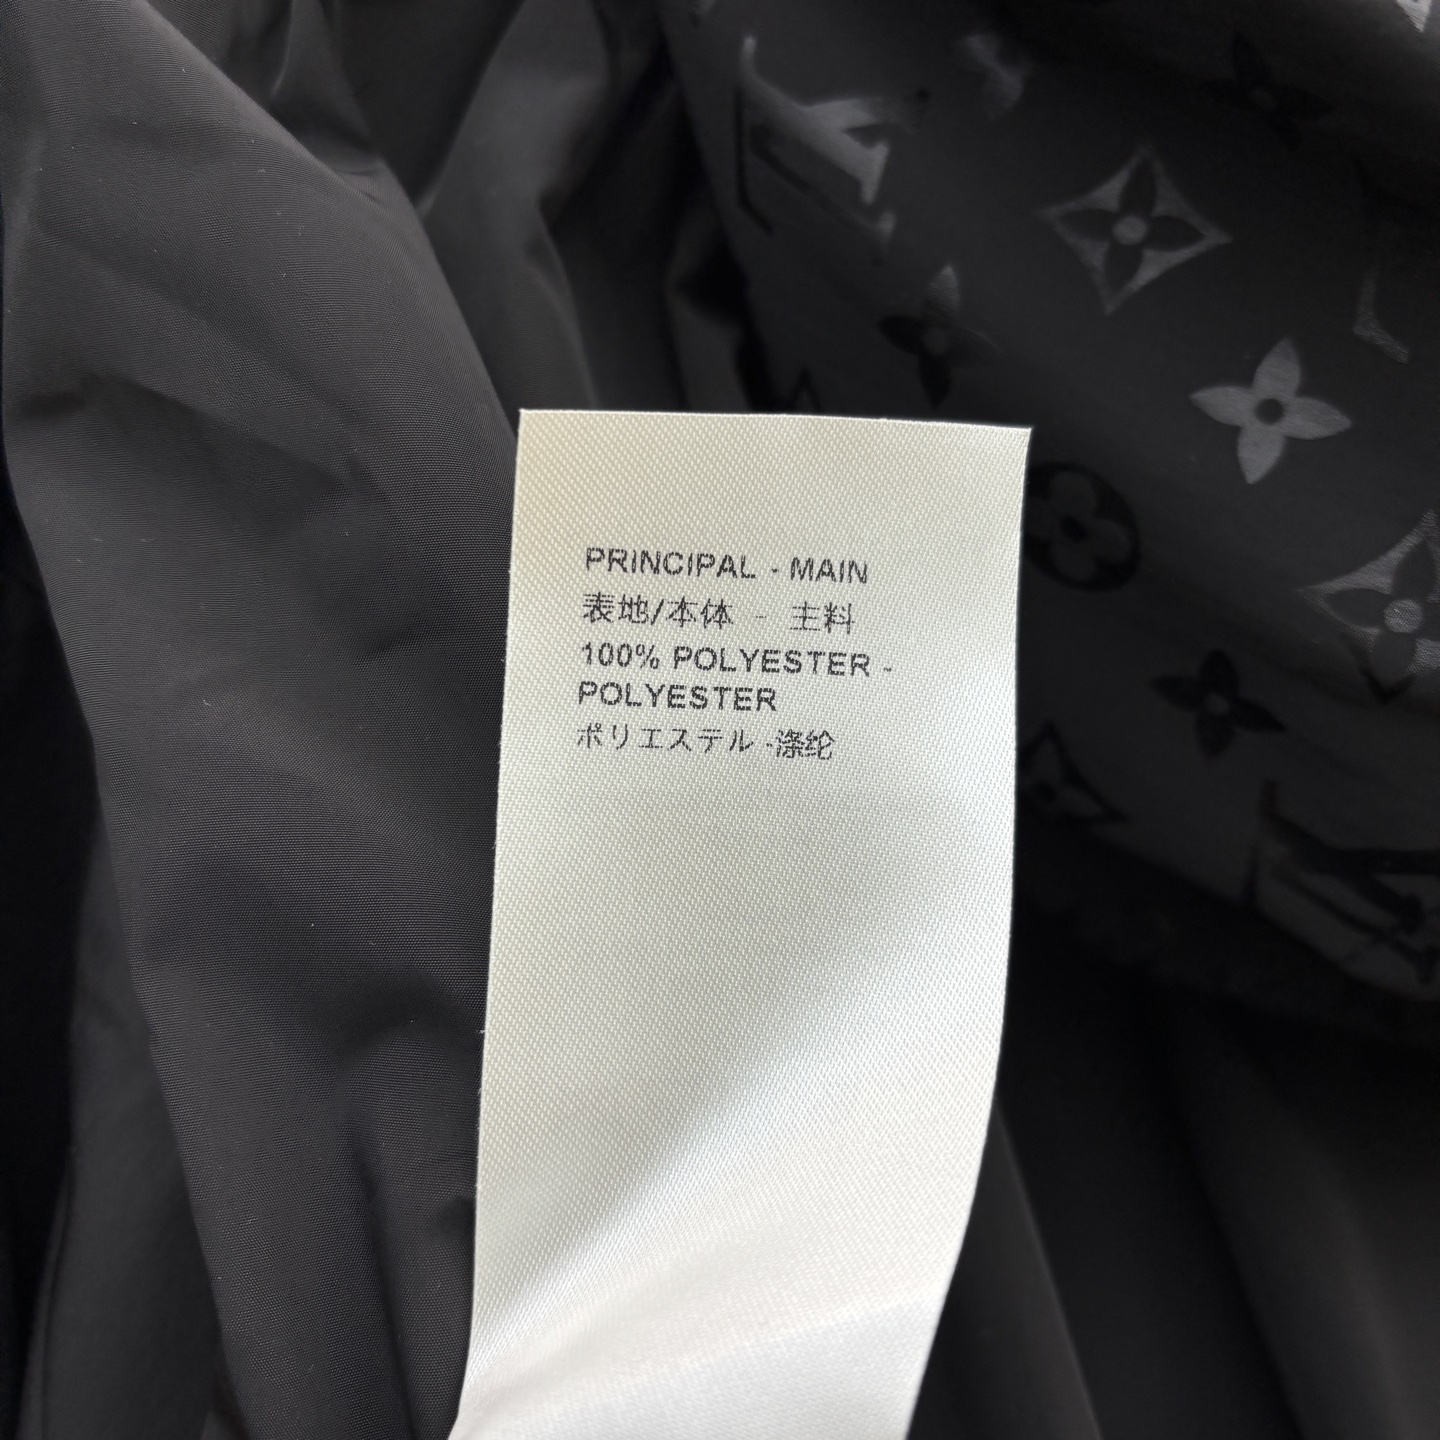 PRINCIPAL - MAIN
表地/本体 - 主料
100% POLYESTER -
POLYESTER
ポリエステル -涤纶